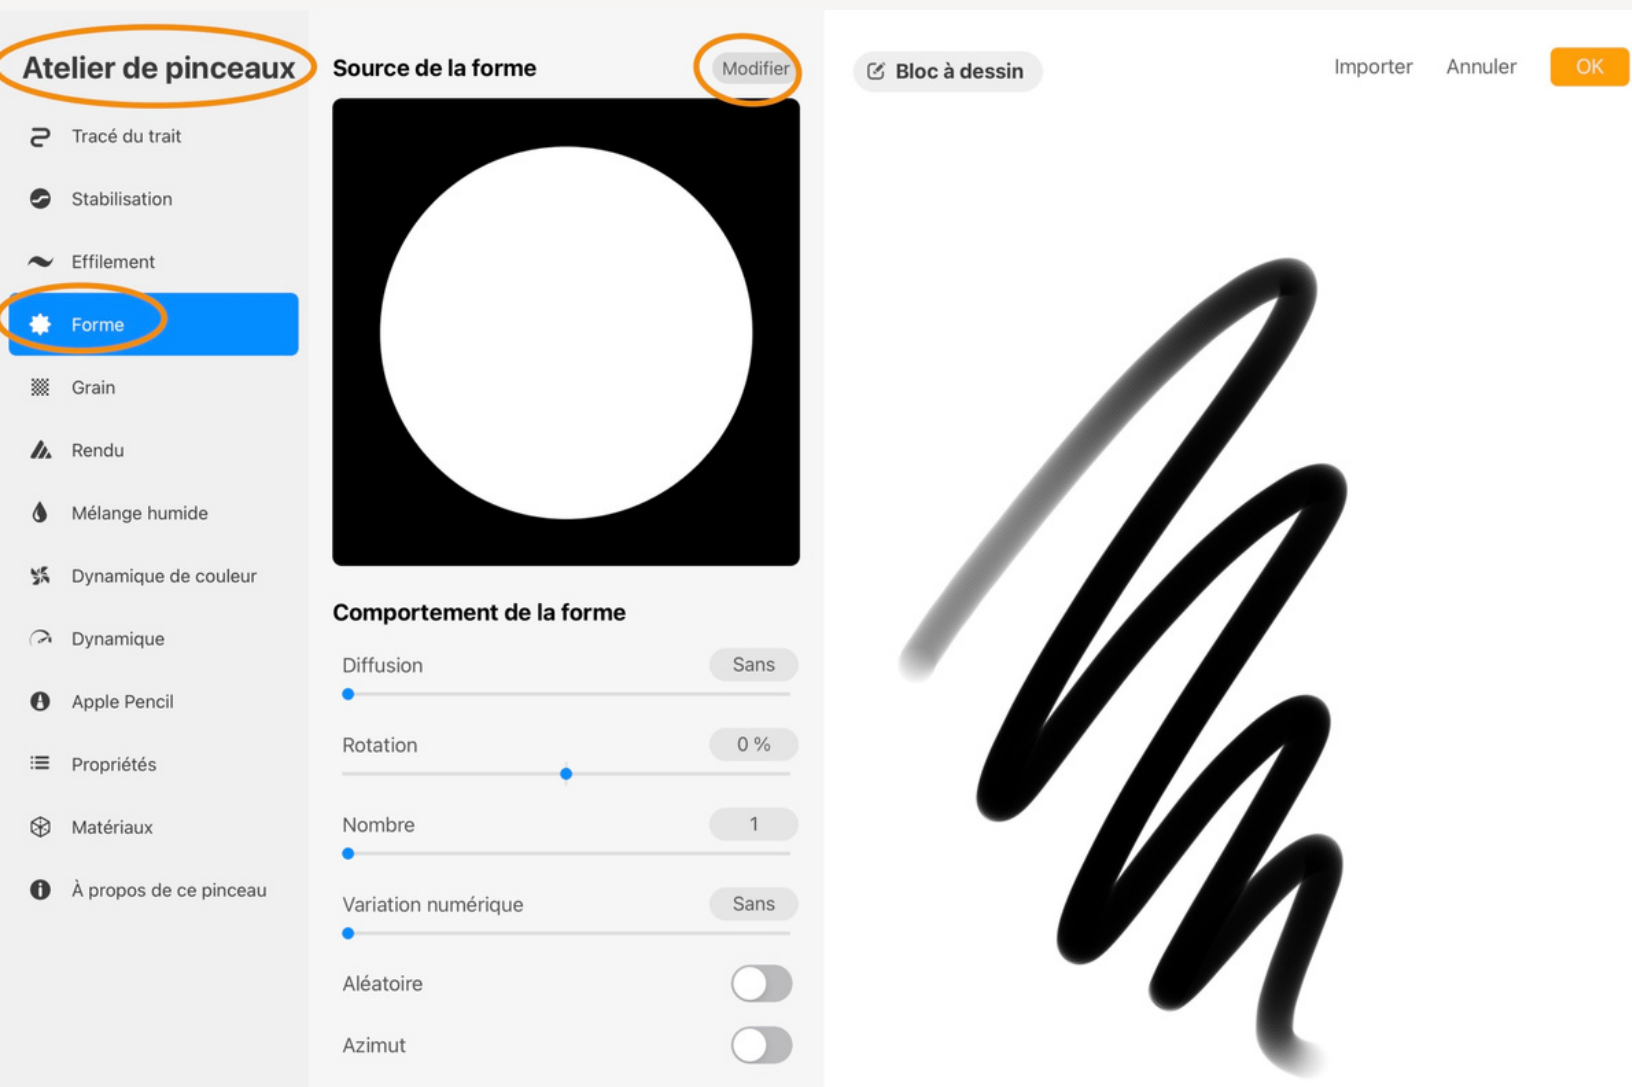 Atelier de pinceaux
Tracé du trait
Stabilisation
Effilement
Forme
Grain
Rendu
Mélange humide
Dynamique de couleur
Dynamique
Apple Pencil
Propriétés
Matériaux
À propos de ce pinceau
Source de la forme
Modifier
Comportement de la forme
Diffusion
Sans
Rotation
0 %
Nombre
1
Variation numérique
Sans
Aléatoire
Azimut
Bloc à dessin
Importer
Annuler
OK